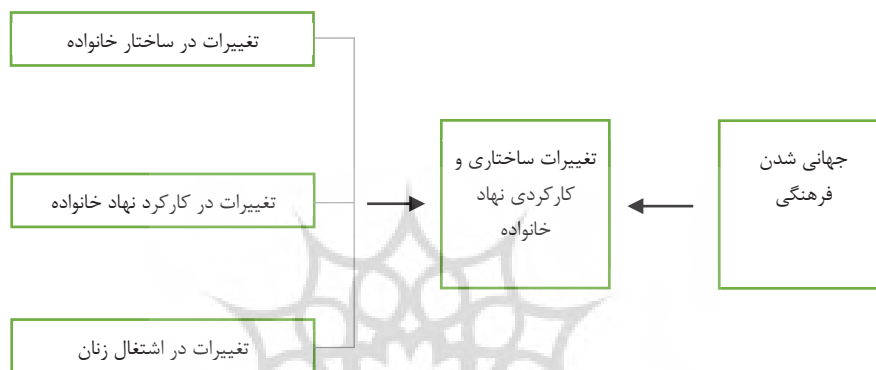 جهانی شدن
فرهنگی
تغییرات ساختاری و
کارکردی نهاد
خانواده
تغییرات در ساختار خانواده
تغییرات در کارکرد نهاد خانواده
تغییرات در اشتغال زنان